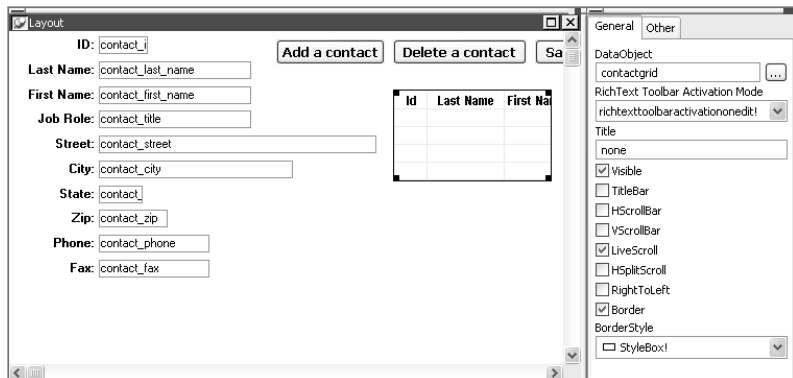 Layout
ID: contact_i
Add a contact
Delete a contact
Sa
Last Name: contact_last_name
First Name: contact_first_name
Job Role: contact_title
Street: contact_street
City: contact_city
State: contact_
Zip: contact_zip
Phone: contact_phone
Fax: contact_fax
Id Last Name First Na
General Other
DataObject
contactgrid
...
RichText Toolbar Activation Mode
richtexttoolbaractivationonedit!
Title
none
Visible
TitleBar
HScrollBar
VScrollBar
LiveScroll
HSplitScroll
RightToLeft
Border
BorderStyle
StyleBox!